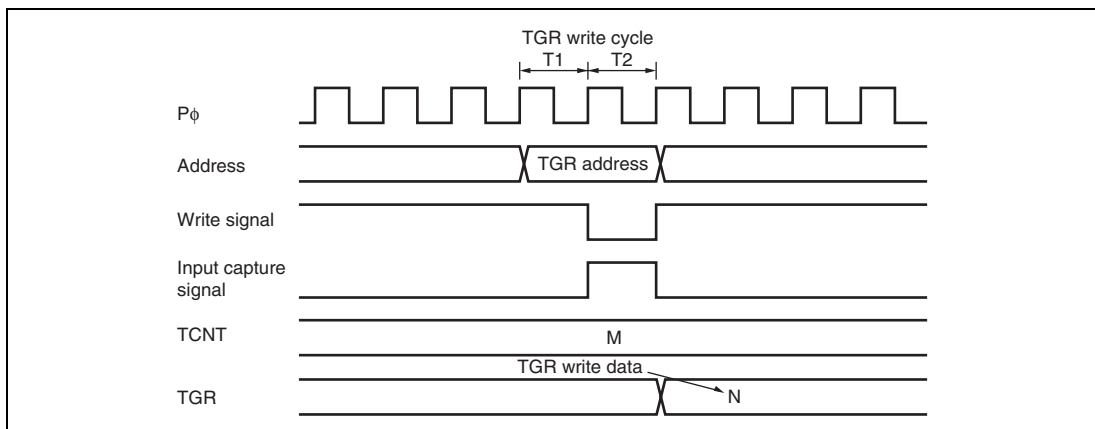 TGR write cycle
T1 T2
Pϕ
Address
TGR address
Write signal
Input capture
signal
TCNT
M
TGR write data
TGR
N